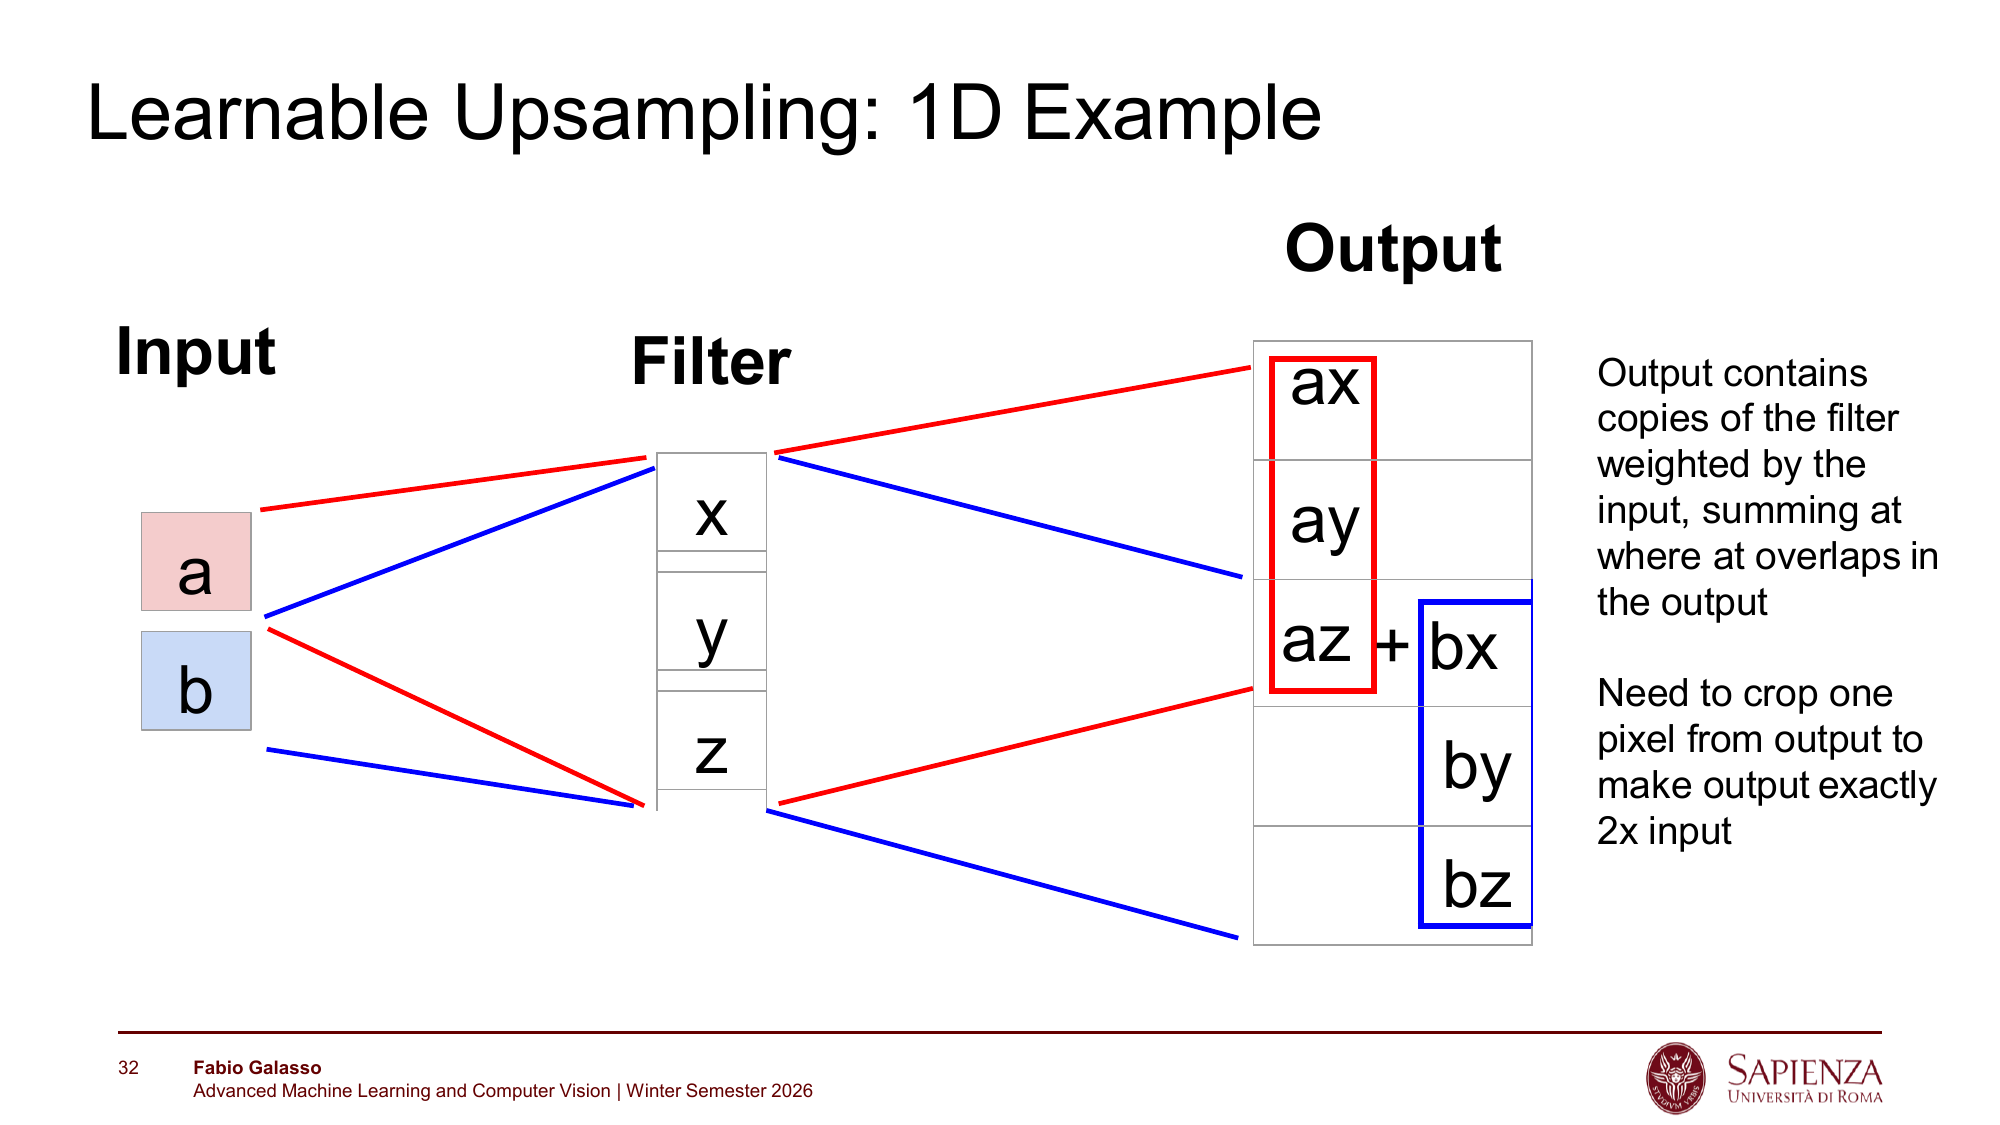 Learnable Upsampling: 1D Example
Output
Input
Filter
a
b
x
y
z
ax
ay
az + bx
by
bz
Output contains
copies of the filter
weighted by the
input, summing at
where at overlaps in
the output
Need to crop one
pixel from output to
make output exactly
2x input
32
Fabio Galasso
Advanced Machine Learning and Computer Vision | Winter Semester 2026
SAPIENZA
UNIVERSITÀ DI ROMA